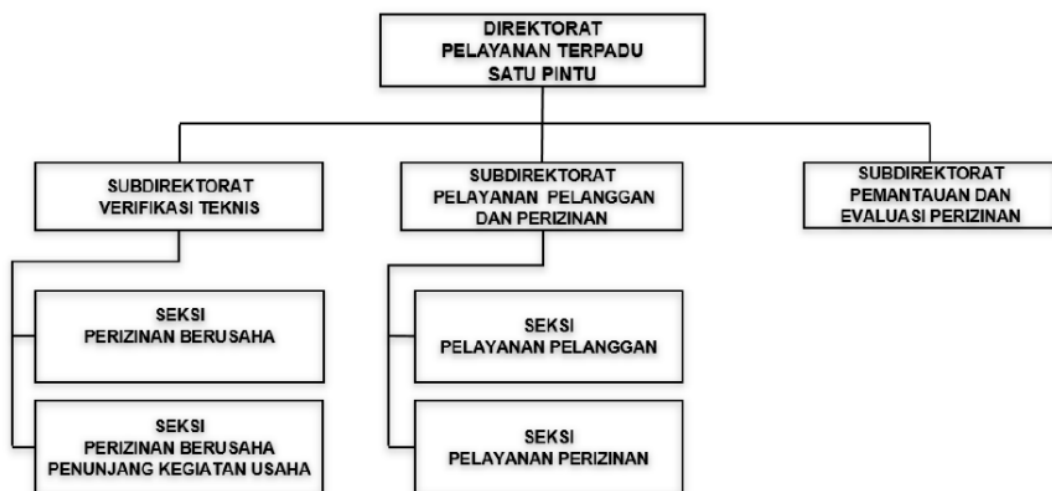 DIREKTORAT
PELAYANAN TERPADU
SATU PINTU
SUBDIREKTORAT
VERIFIKASI TEKNIS
SUBDIREKTORAT
PELAYANAN PELANGGAN
DAN PERIZINAN
SUBDIREKTORAT
PEMANTAUAN DAN
EVALUASI PERIZINAN
SEKSI
PERIZINAN BERUSAHA
SEKSI
PELAYANAN PELANGGAN
SEKSI
PERIZINAN BERUSAHA
PENUNJANG KEGIATAN USAHA
SEKSI
PELAYANAN PERIZINAN